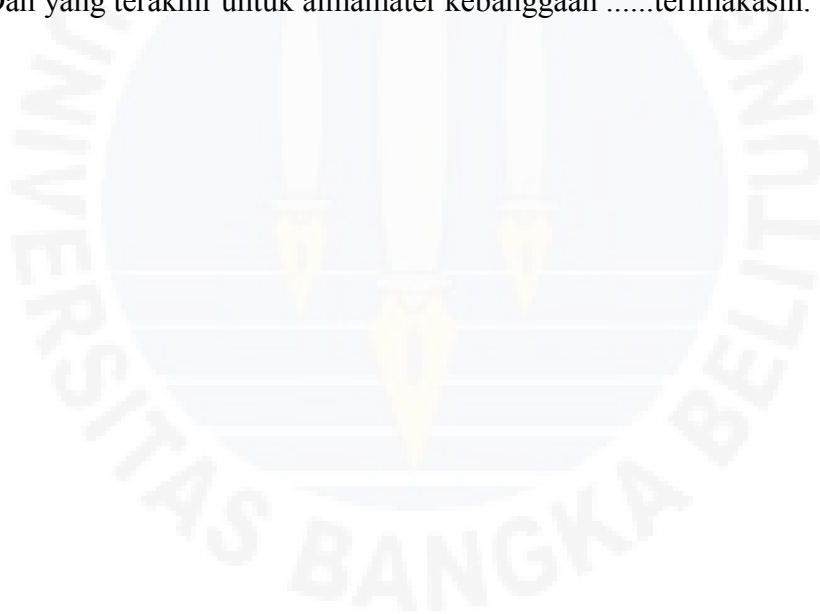 Dan yang terakhir untuk almamater kebanggaan ......terimakasih.
UNIVERSITAS BANGKA BELITUNG